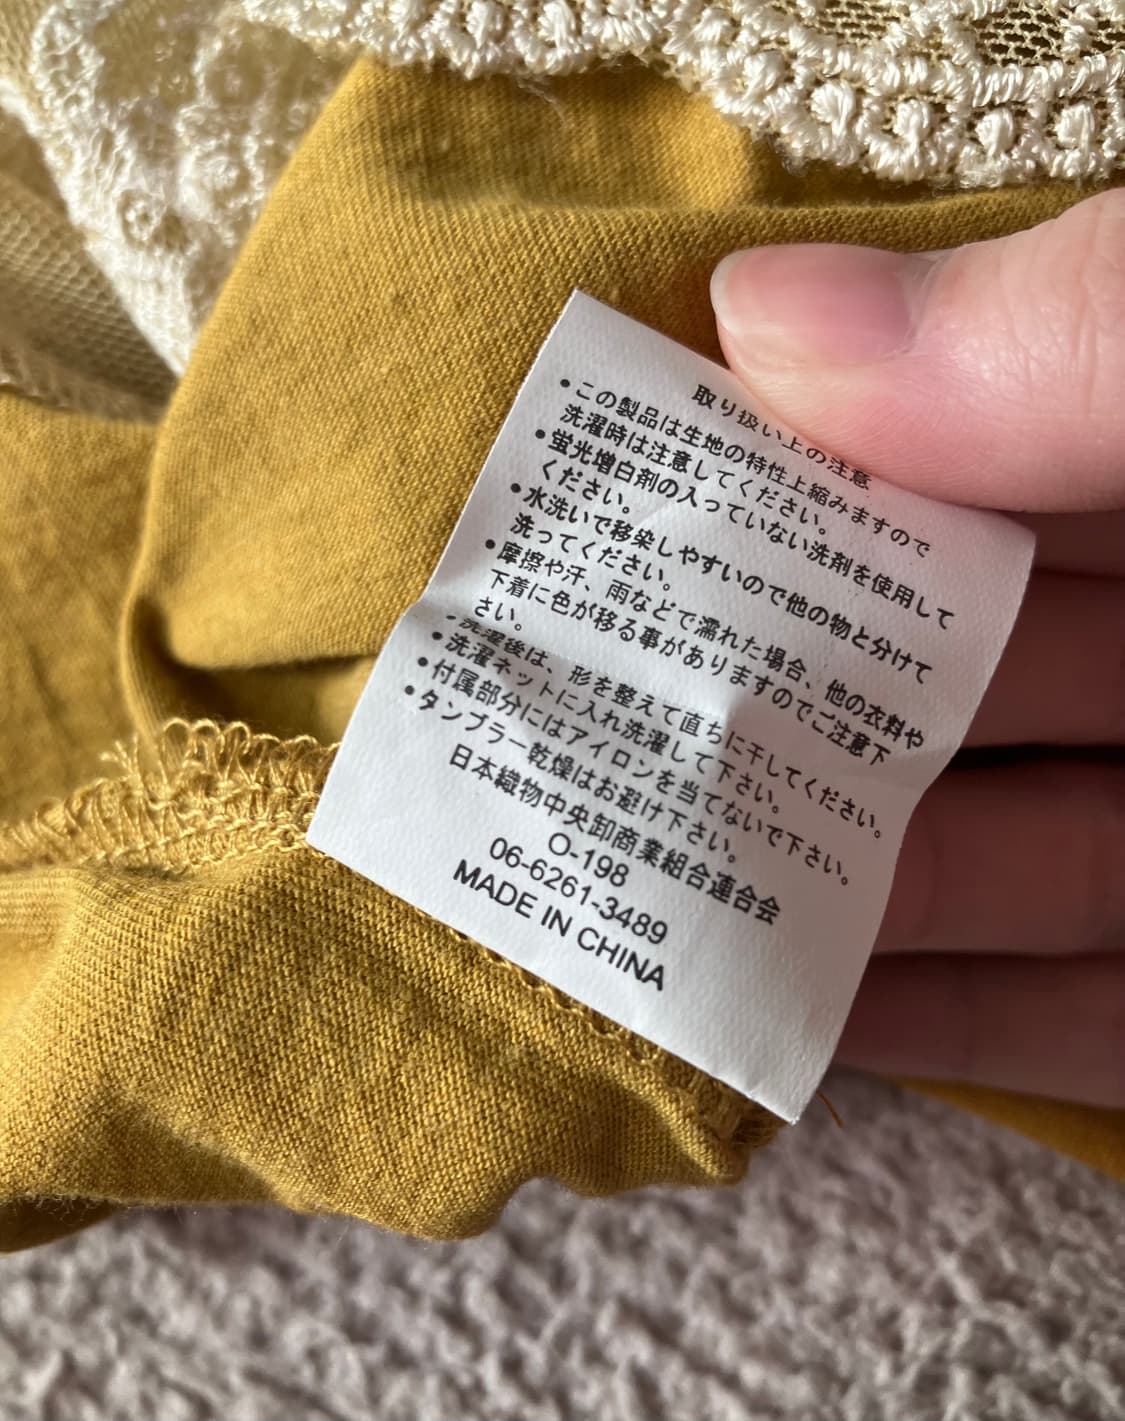 取り扱い上の注意
・この製品は生地の特性上縮みますので
洗濯時は注意してください。
・蛍光増白剤の入っていない洗剤を使用して
ください。
・水洗いで移染しやすいので他の物と分けて
洗ってください。
・摩擦や汗、雨などで濡れた場合、他の衣料や
下着に色が移る事がありますのでご注意下
さい。
・洗濯後は、形を整えて直ちに干してください。
・洗濯ネットに入れ洗濯して下さい。
・付属部分にはアイロンを当てないで下さい。
・タンブラー乾燥はお避け下さい。
日本織物中央卸商業組合連合会
O-198
06-6261-3489
MADE IN CHINA